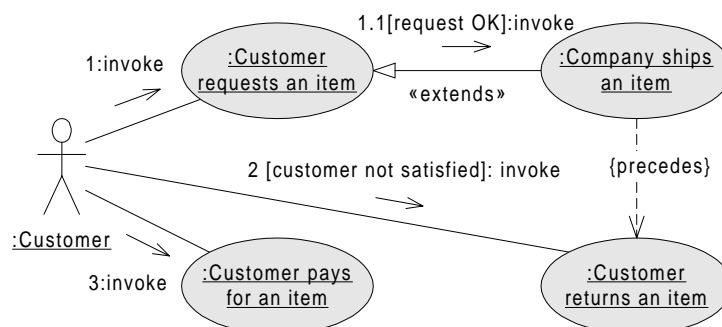 1.1[request OK]:invoke
:Customer
requests an item
:Company ships
an item
1:invoke
«extends»
2 [customer not satisfied]: invoke
{precedes}
:Customer
3:invoke
:Customer pays
for an item
:Customer
returns an item